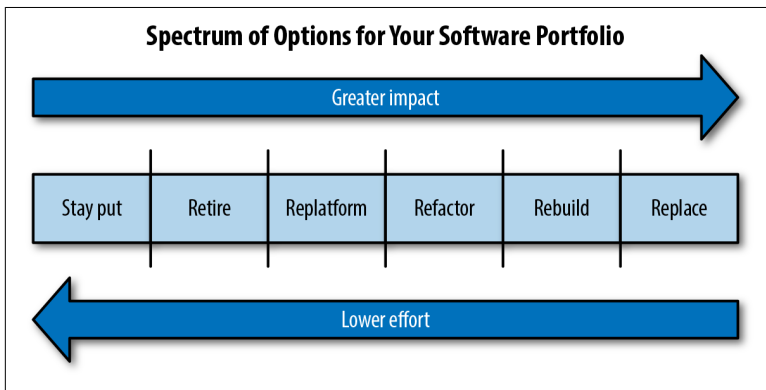 Spectrum of Options for Your Software Portfolio
Greater impact
Stay put
Retire
Replatform
Refactor
Rebuild
Replace
Lower effort